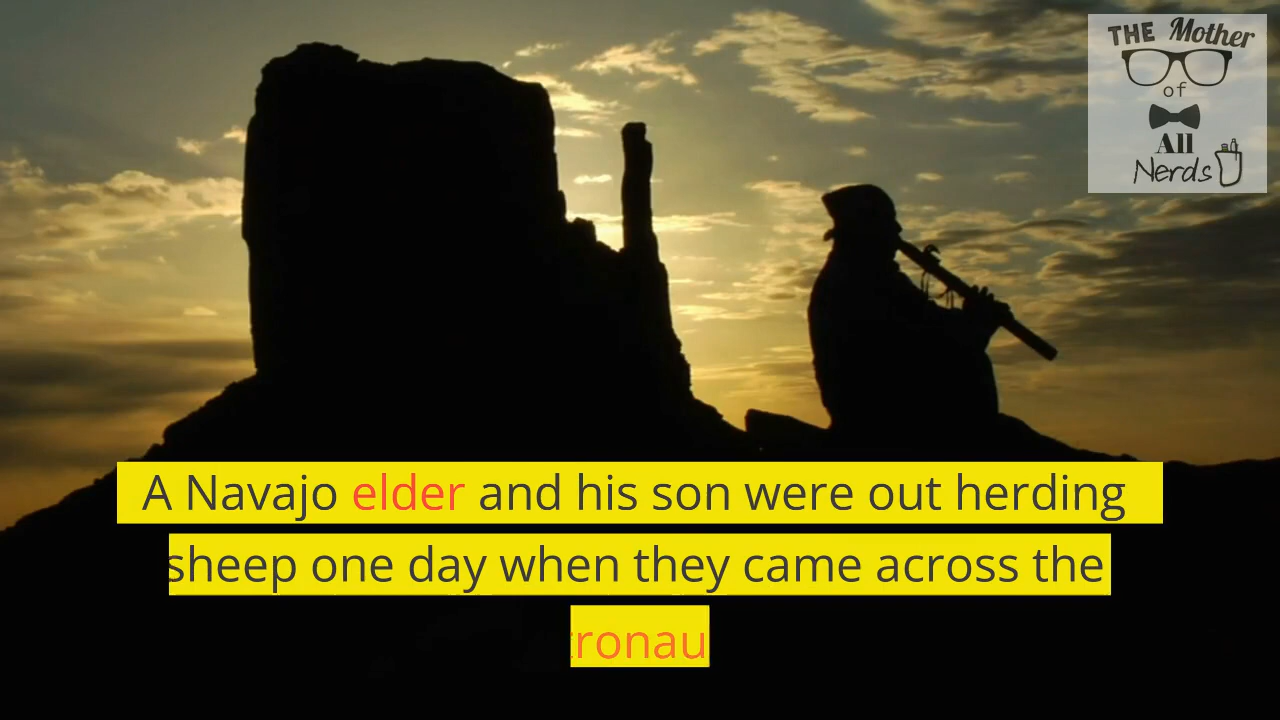 THE Mother
of
All
Nerds
A Navajo elder and his son were out herding
sheep one day when they came across the
ronau